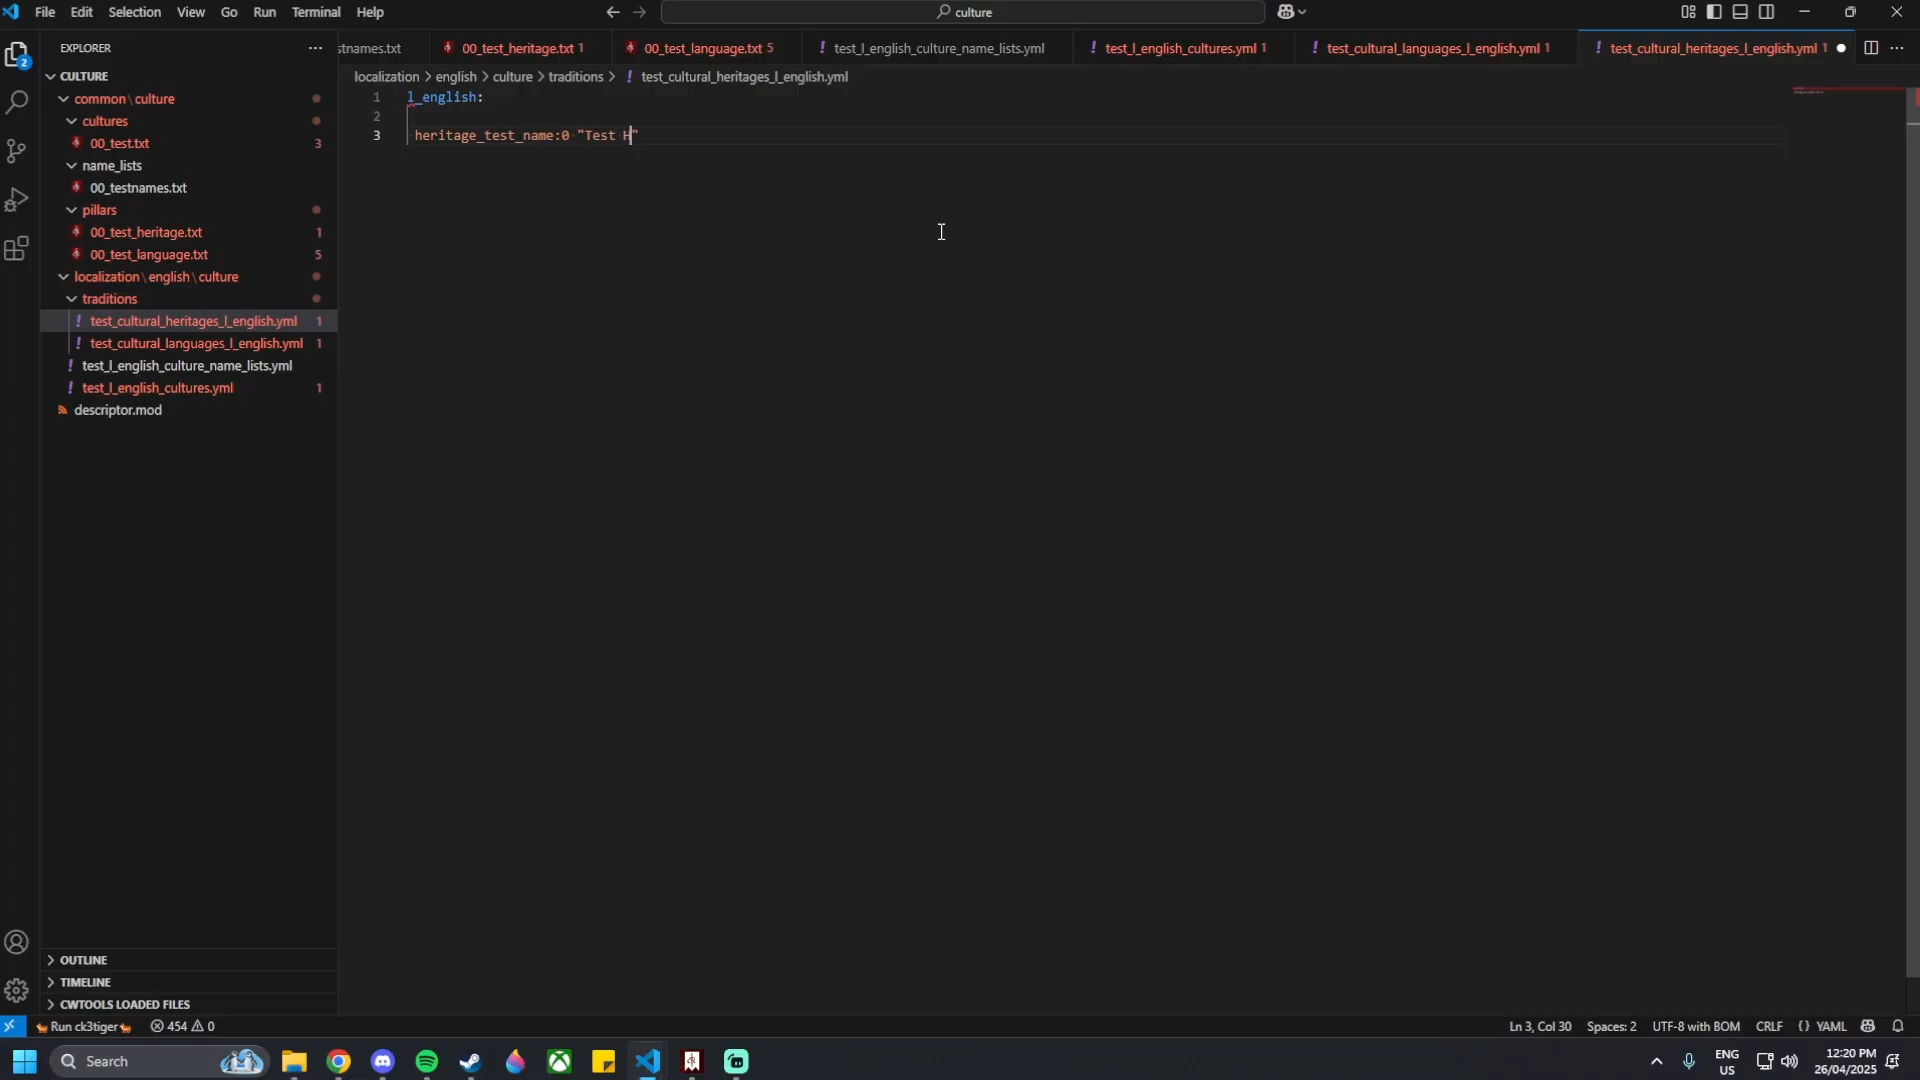 File Edit Selection View Go Run Terminal Help
culture
EXPLORER
stnames.txt
00_test_heritage.txt 1
00_test_language.txt 5
test_l_english_culture_name_lists.yml
test_l_english_cultures.yml 1
test_cultural_languages_l_english.yml 1
test_cultural_heritages_l_english.yml 1
localization > english > culture > traditions > ! test_cultural_heritages_l_english.yml
CULTURE
common\culture
cultures
00_test.txt 3
name_lists
00_testnames.txt
pillars
00_test_heritage.txt 1
00_test_language.txt 5
localization\english\culture
traditions
test_cultural_heritages_l_english.yml 1
test_cultural_languages_l_english.yml 1
test_l_english_culture_name_lists.yml
test_l_english_cultures.yml 1
descriptor.mod
1 l_english:
2
3 heritage_test_name:0 "Test H"
2
OUTLINE
TIMELINE
CWTOOLS LOADED FILES
Run ck3tiger 454 0
Ln 3, Col 30 Spaces: 2 UTF-8 with BOM CRLF {} YAML
Search
ENG
US
12:20 PM
26/04/2025